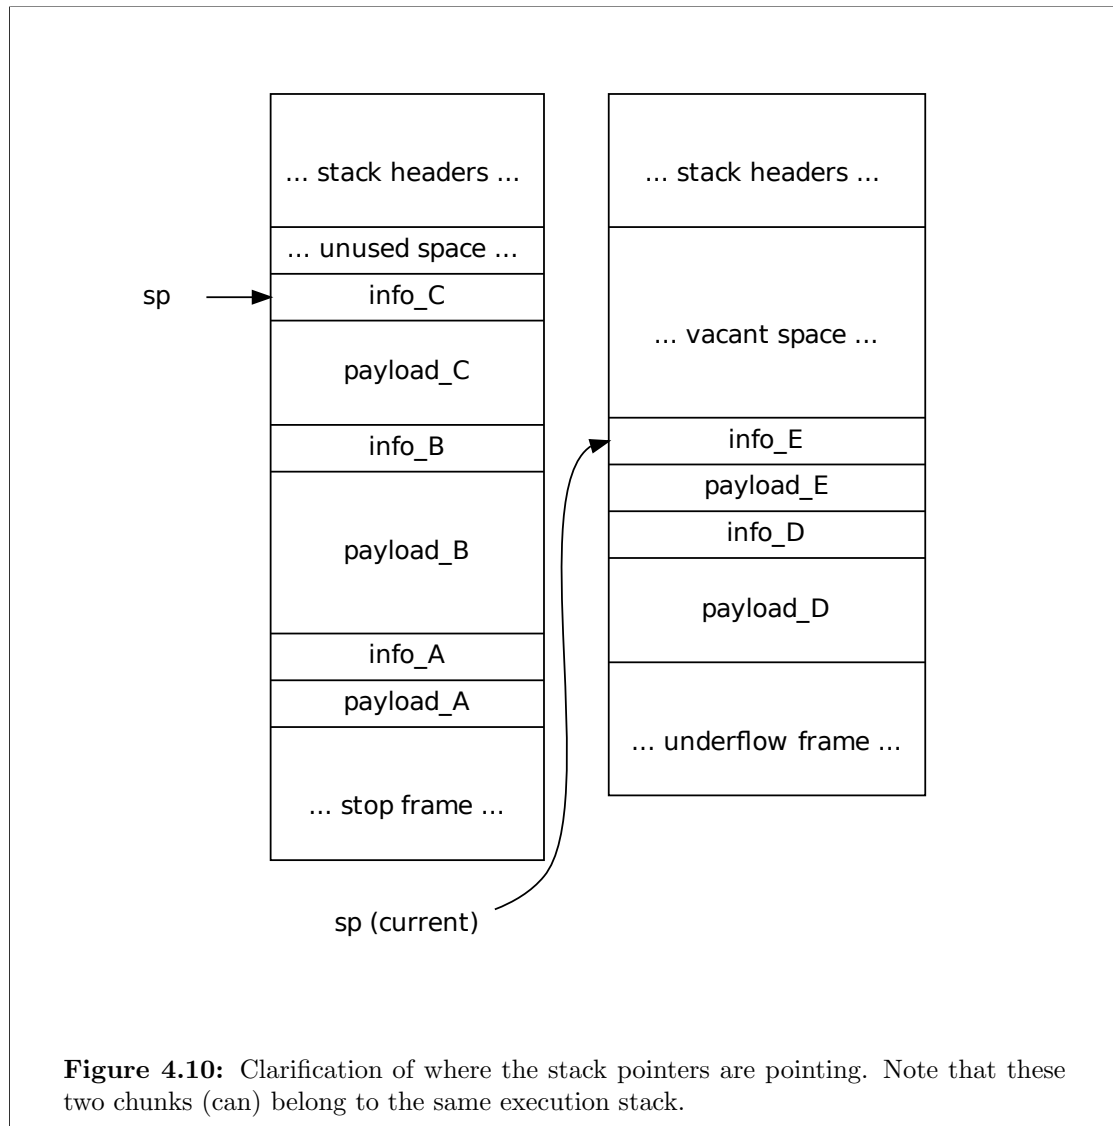 ... stack headers ...
... unused space ...
sp
info_C
payload_C
info_B
payload_B
info_A
payload_A
... stop frame ...
... stack headers ...
... vacant space ...
info_E
payload_E
info_D
payload_D
... underflow frame ...
sp (current)
Figure 4.10: Clarification of where the stack pointers are pointing. Note that these
two chunks (can) belong to the same execution stack.